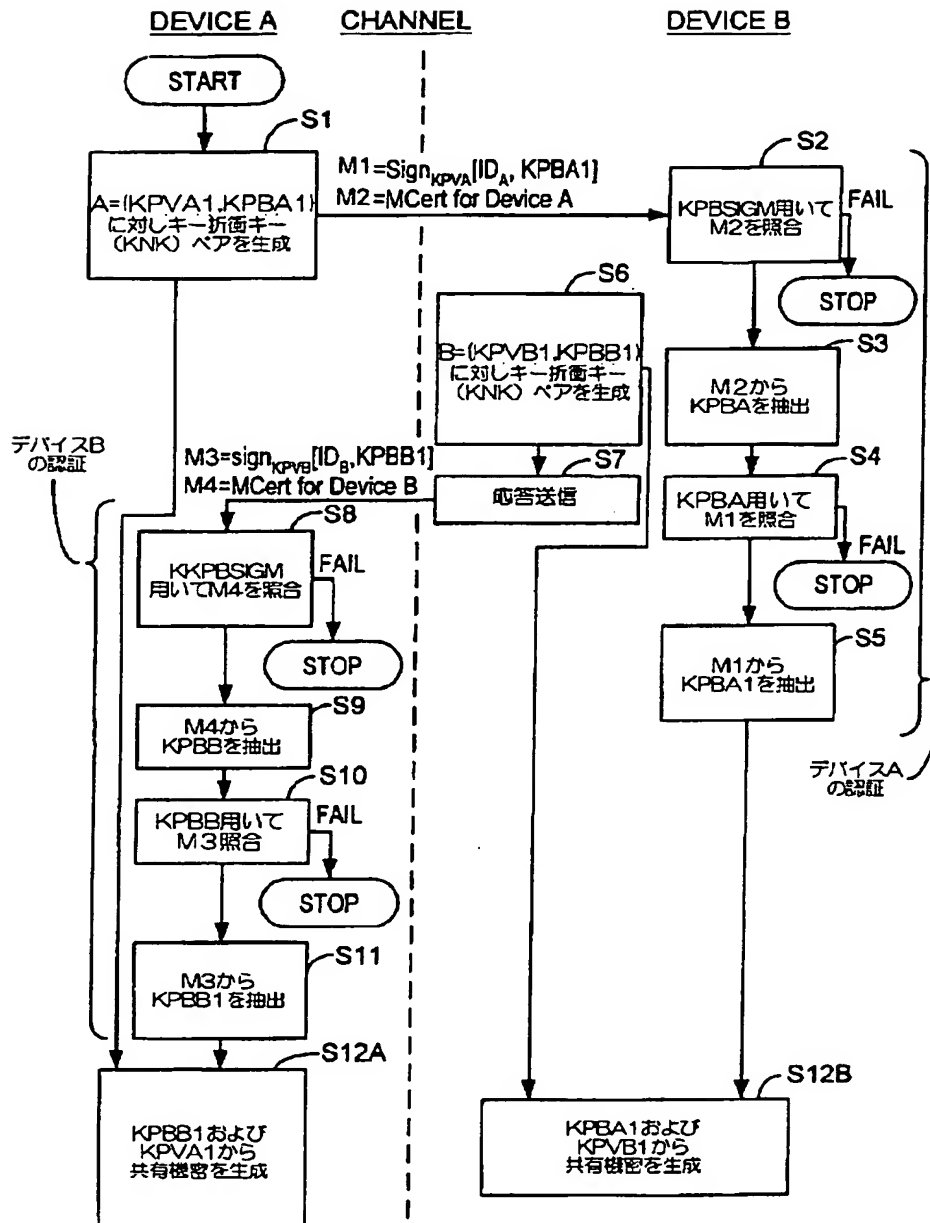 DEVICE A
CHANNEL
DEVICE B
START
S1
A={KPVA1,KPBA1}
に対しキー折衝キー
(KNK) ペアを生成
M1=Sign_KPVA[ID_A, KPBA1]
M2=MCert for Device A
S2
KPBSIGM用いて
M2を照合
FAIL
STOP
S3
M2から
KPBAを抽出
S4
KPBA用いて
M1を照合
FAIL
STOP
S5
M1から
KPBA1を抽出
デバイスA
の認証
S6
B={KPVB1,KPBB1}
に対しキー折衝キー
(KNK) ペアを生成
S7
応答送信
M3=sign_KPVB[ID_B,KPBB1]
M4=MCert for Device B
デバイスB
の認証
S8
KKPBSIGM
用いてM4を照合
FAIL
STOP
S9
M4から
KPBBを抽出
S10
KPBB用いて
M3照合
FAIL
STOP
S11
M3から
KPBB1を抽出
S12A
KPBB1および
KPVA1から
共有機密を生成
S12B
KPBA1および
KPVB1から
共有機密を生成